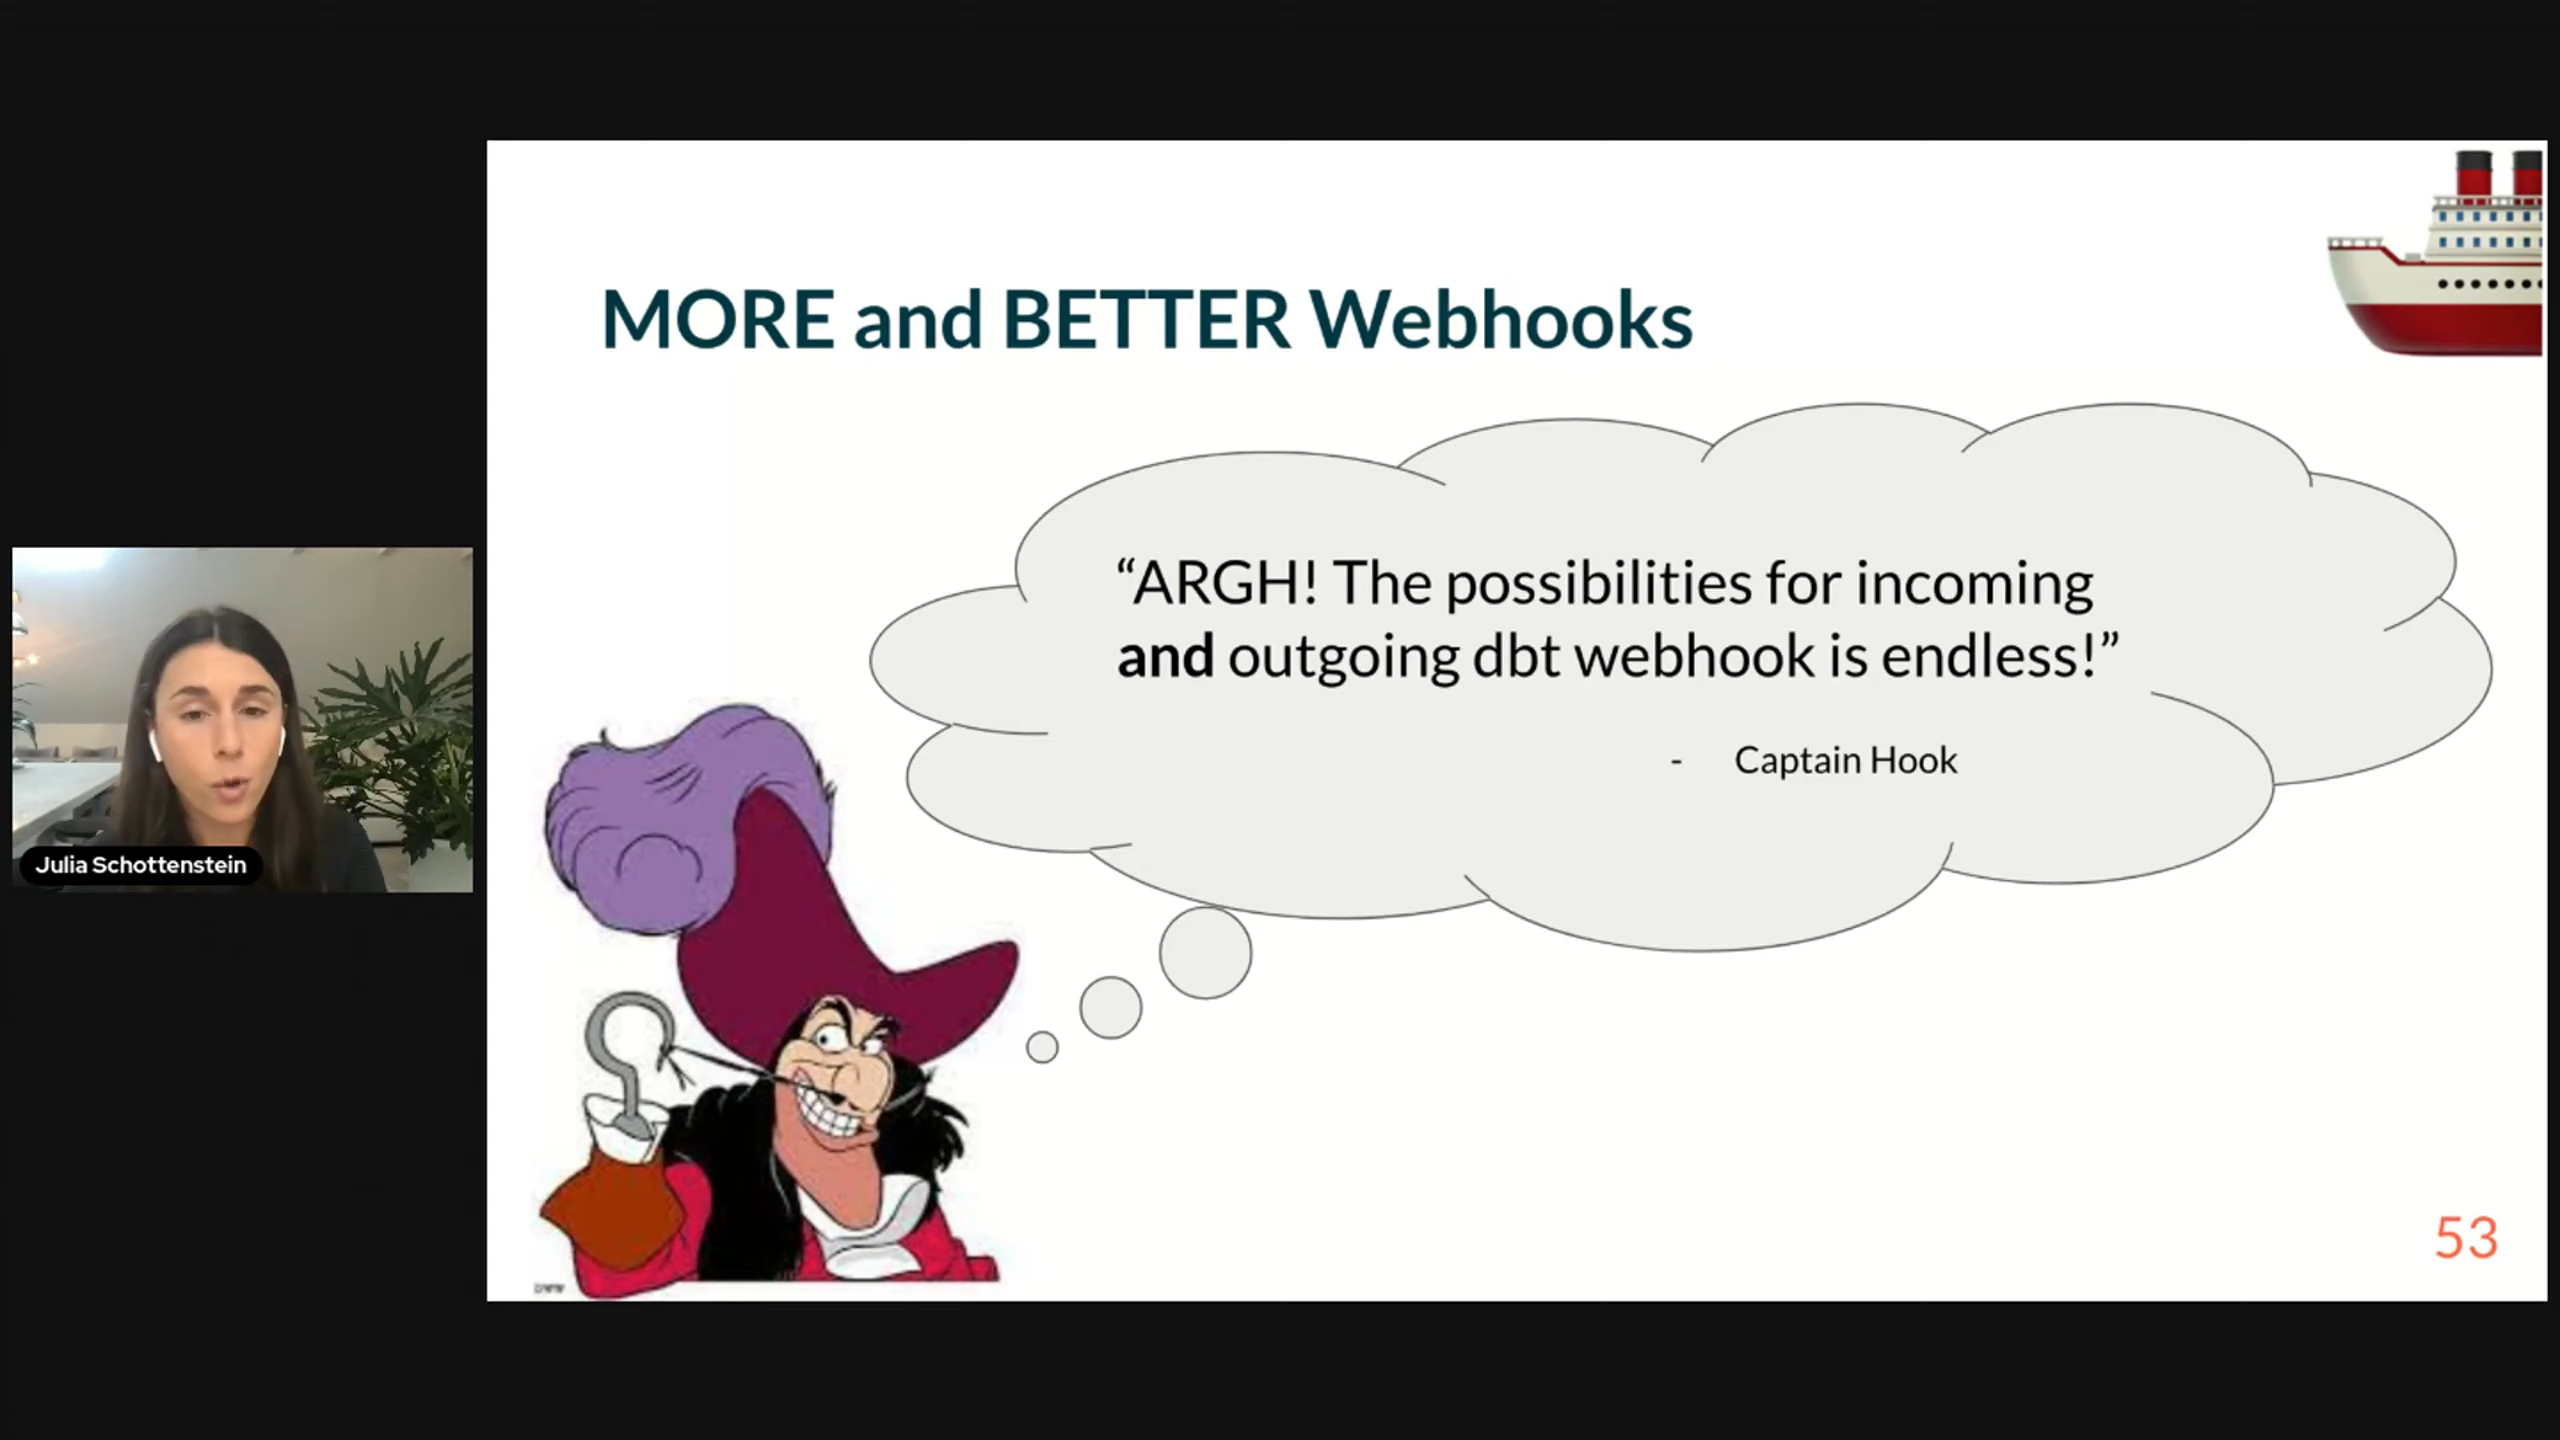 MORE and BETTER Webhooks
“ARGH! The possibilities for incoming
and outgoing dbt webhook is endless!”
- Captain Hook
Julia Schottenstein
53